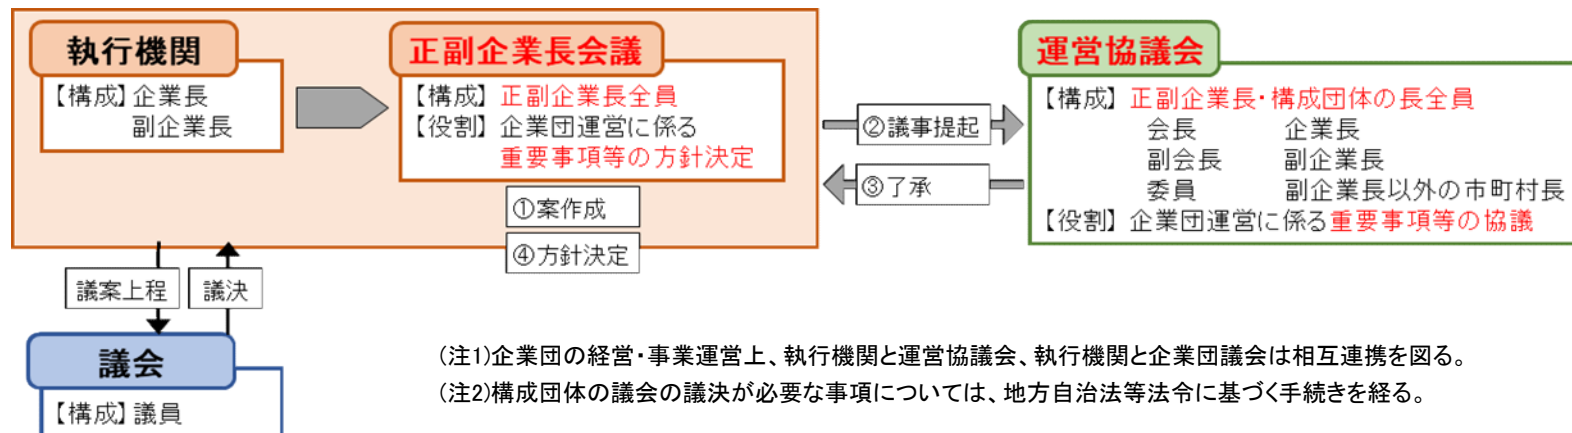 執行機関
【構成】企業長
副企業長
正副企業長会議
【構成】正副企業長全員
【役割】企業団運営に係る
重要事項等の方針決定
①案作成
④方針決定
②議事提起
③了承
運営協議会
【構成】正副企業長・構成団体の長全員
会長 企業長
副会長 副企業長
委員 副企業長以外の市町村長
【役割】企業団運営に係る重要事項等の協議
議案上程
議決
議会
【構成】議員
(注1)企業団の経営・事業運営上、執行機関と運営協議会、執行機関と企業団議会は相互連携を図る。
(注2)構成団体の議会の議決が必要な事項については、地方自治法等法令に基づく手続きを経る。